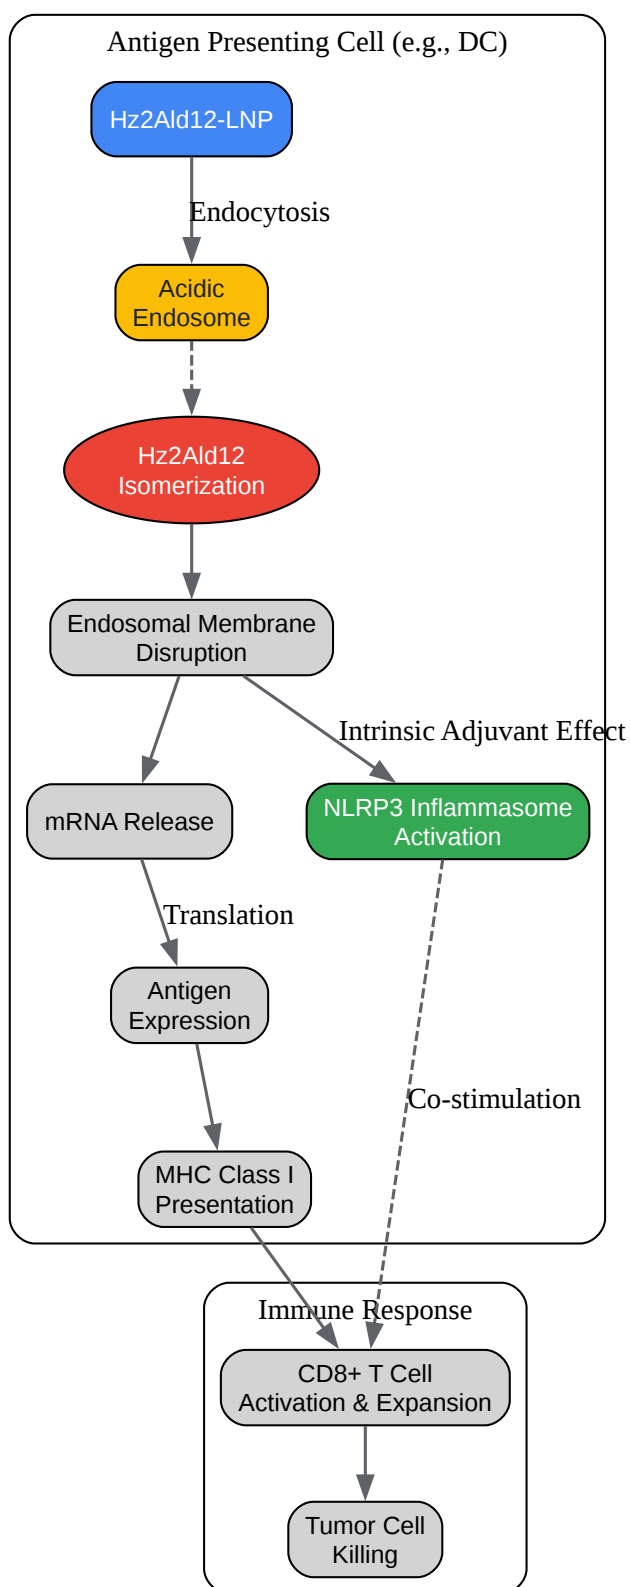 Antigen Presenting Cell (e.g., DC)
Hz2Ald12-LNP
Endocytosis
Acidic
Endosome
Hz2Ald12
Isomerization
Endosomal Membrane
Disruption
Intrinsic Adjuvant Effect
mRNA Release
NLRP3 Inflammasome
Activation
Translation
Antigen
Expression
Co-stimulation
MHC Class I
Presentation
Immune Response
CD8+ T Cell
Activation & Expansion
Tumor Cell
Killing